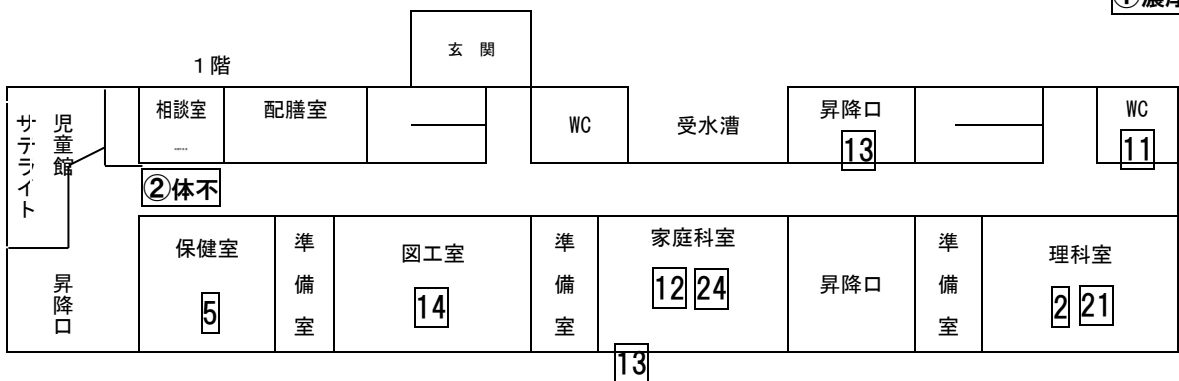 ①濃厚
玄 関
1階
相談室
配膳室
WC
受水漕
昇降口
13
WC
11
児童館
サテライト
②体不
保健室
5
準備室
図工室
14
準備室
家庭科室
12 24
昇降口
準備室
理科室
2 21
昇降口
13